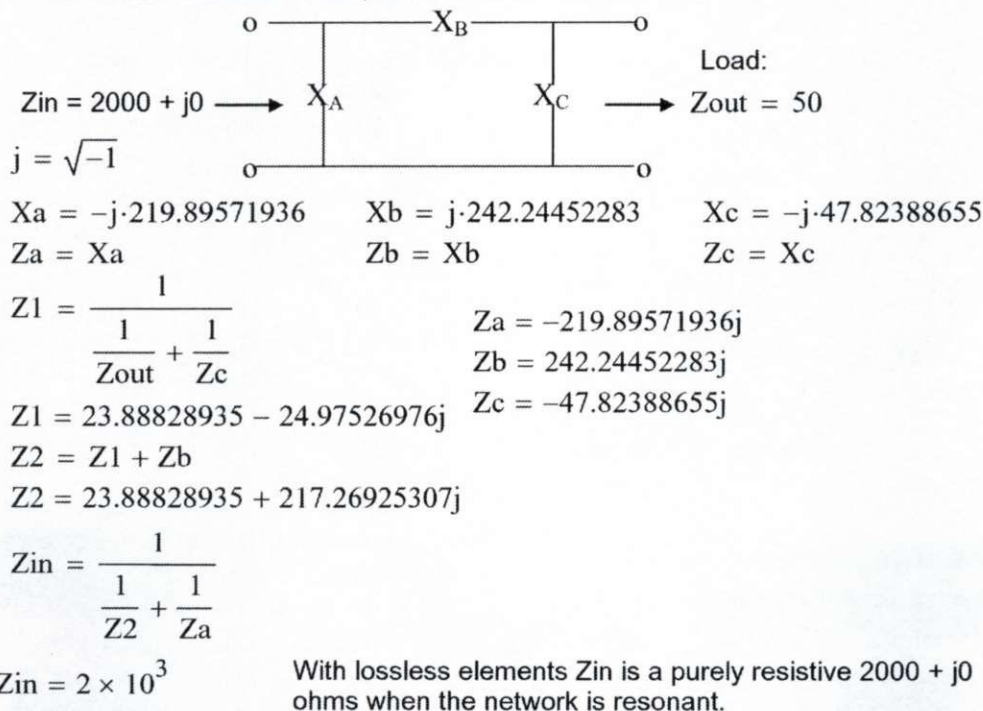 o X_B o
Load:
Zin = 2000 + j0 X_A X_C Zout = 50
j = √−1
o o
Xa = −j·219.89571936 Xb = j·242.24452283 Xc = −j·47.82388655
Za = Xa Zb = Xb Zc = Xc
Z1 = 1 / (1/Zout + 1/Zc)
Za = −219.89571936j
Zb = 242.24452283j
Zc = −47.82388655j
Z1 = 23.88828935 − 24.97526976j
Z2 = Z1 + Zb
Z2 = 23.88828935 + 217.26925307j
Zin = 1 / (1/Z2 + 1/Za)
Zin = 2 × 10^3
With lossless elements Zin is a purely resistive 2000 + j0
ohms when the network is resonant.